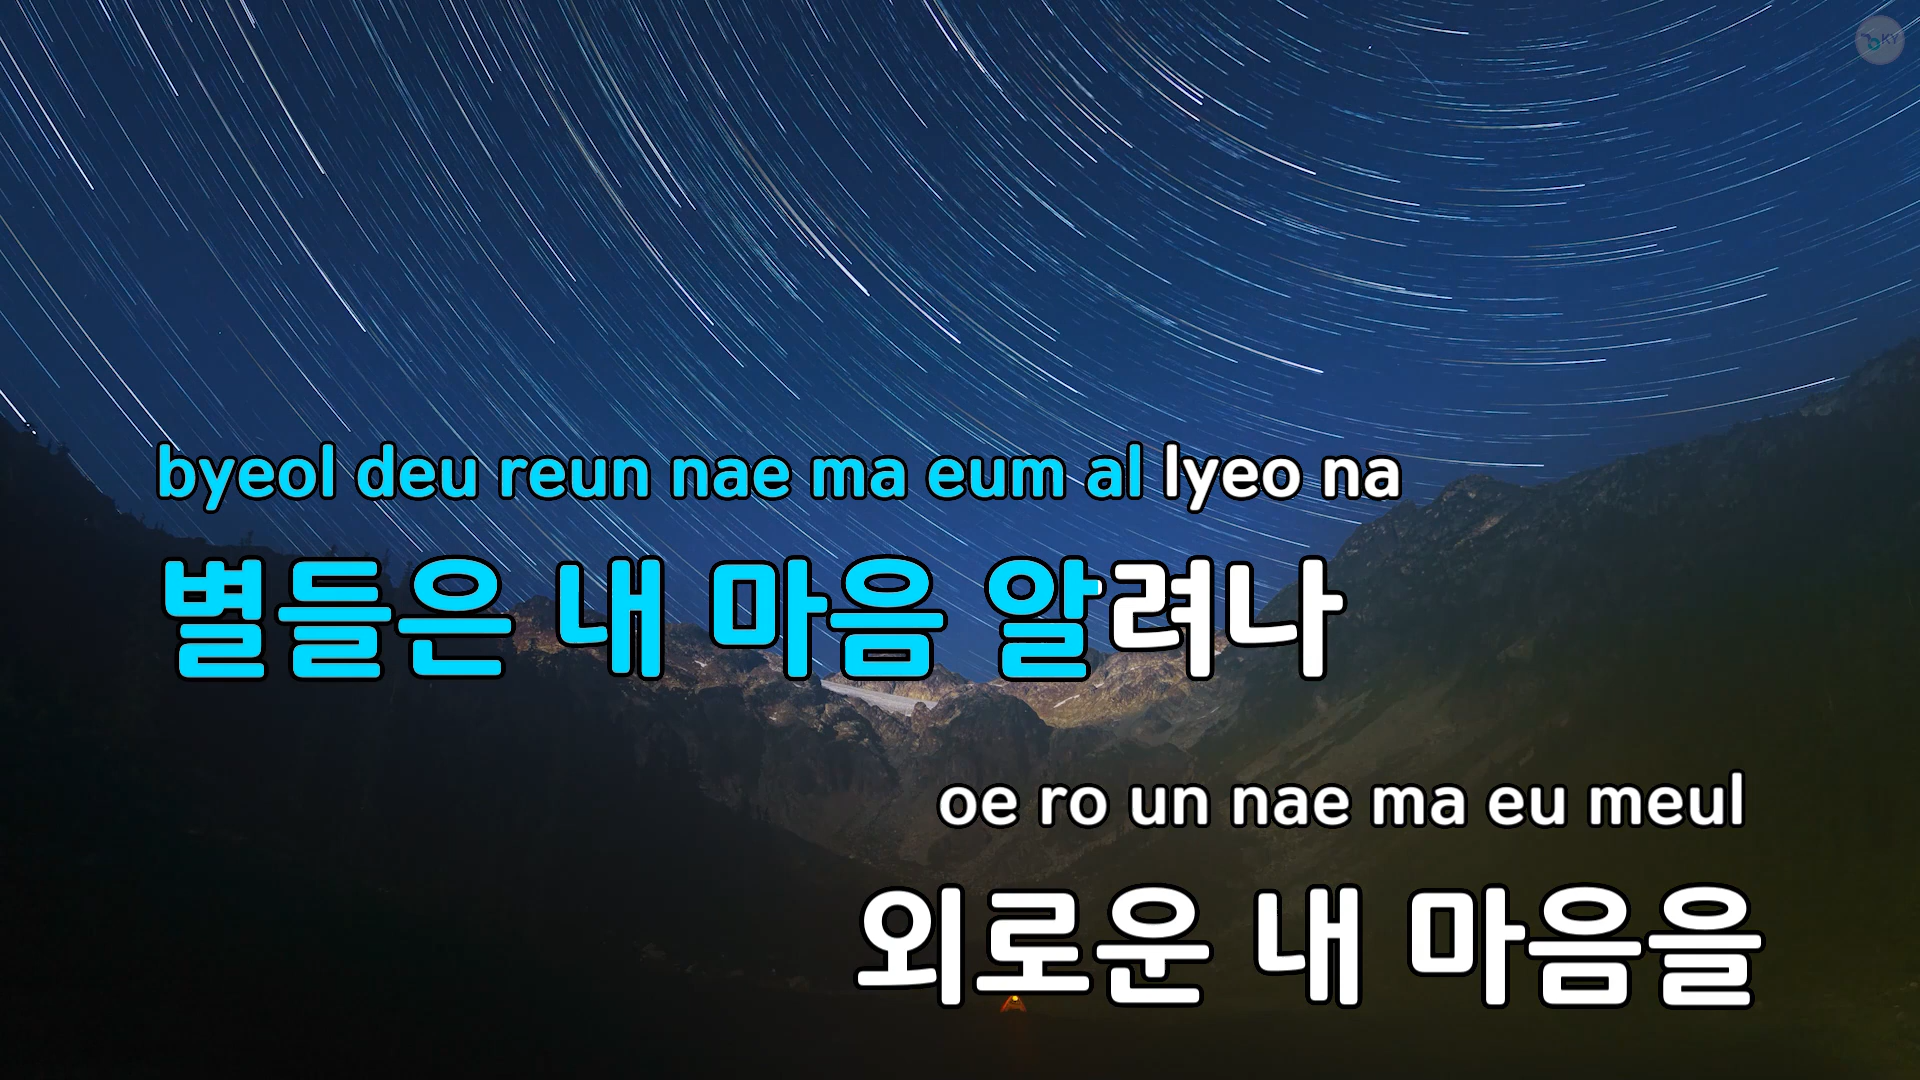 KY
byeol deu reun nae ma eum al lyeo na
별들은 내 마음 알려나
oe ro un nae ma eu meul
외로운 내 마음을